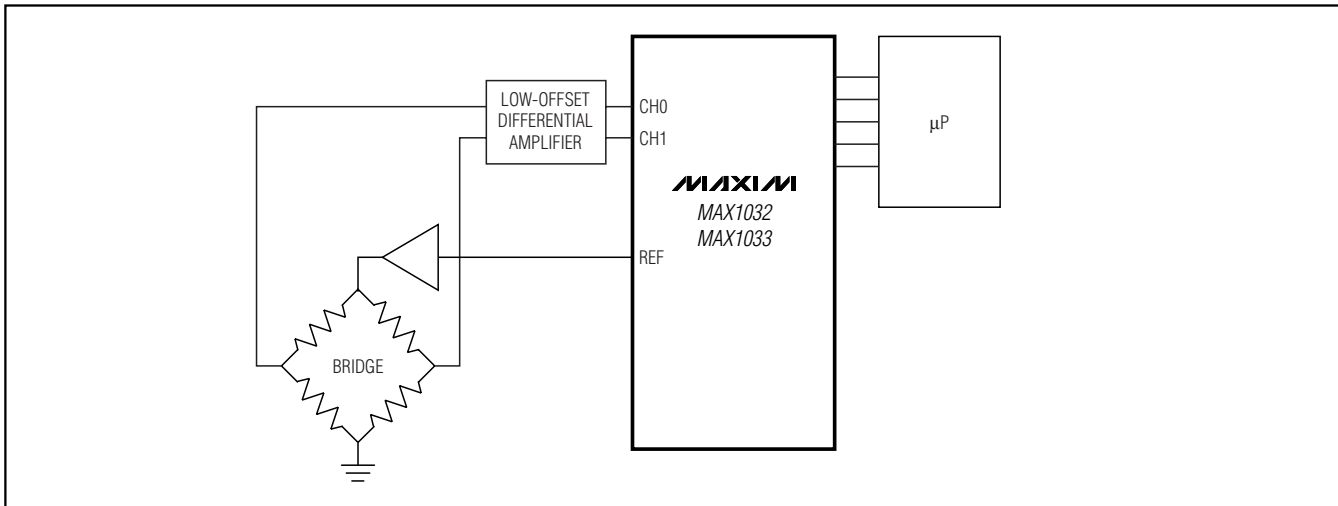 LOW-OFFSET
DIFFERENTIAL
AMPLIFIER
CH0
CH1
µP
MAXIM
MAX1032
MAX1033
REF
BRIDGE